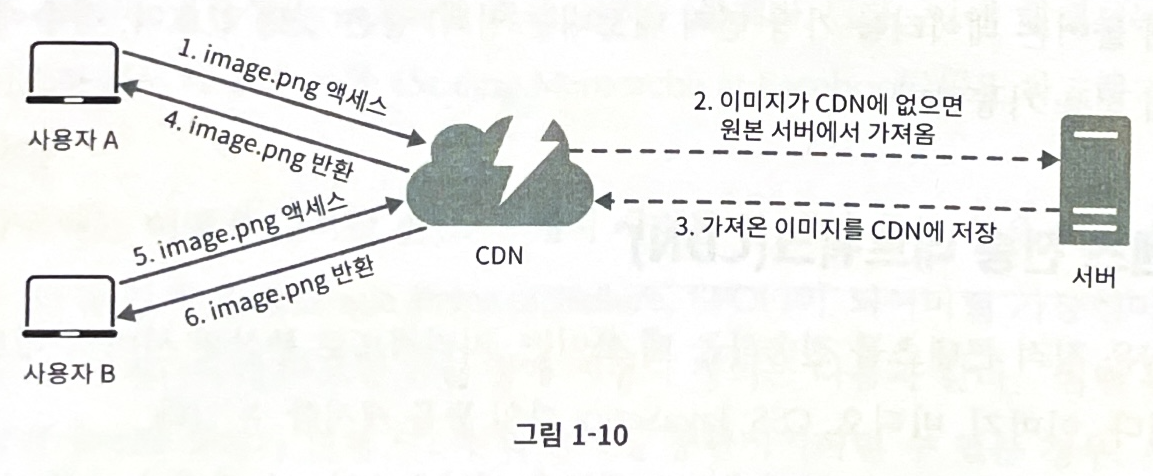 1. image.png 액세스
4. image.png 반환
사용자 A
2. 이미지가 CDN에 없으면
원본 서버에서 가져옴
3. 가져온 이미지를 CDN에 저장
CDN
서버
5. image.png 액세스
6. image.png 반환
사용자 B
그림 1-10